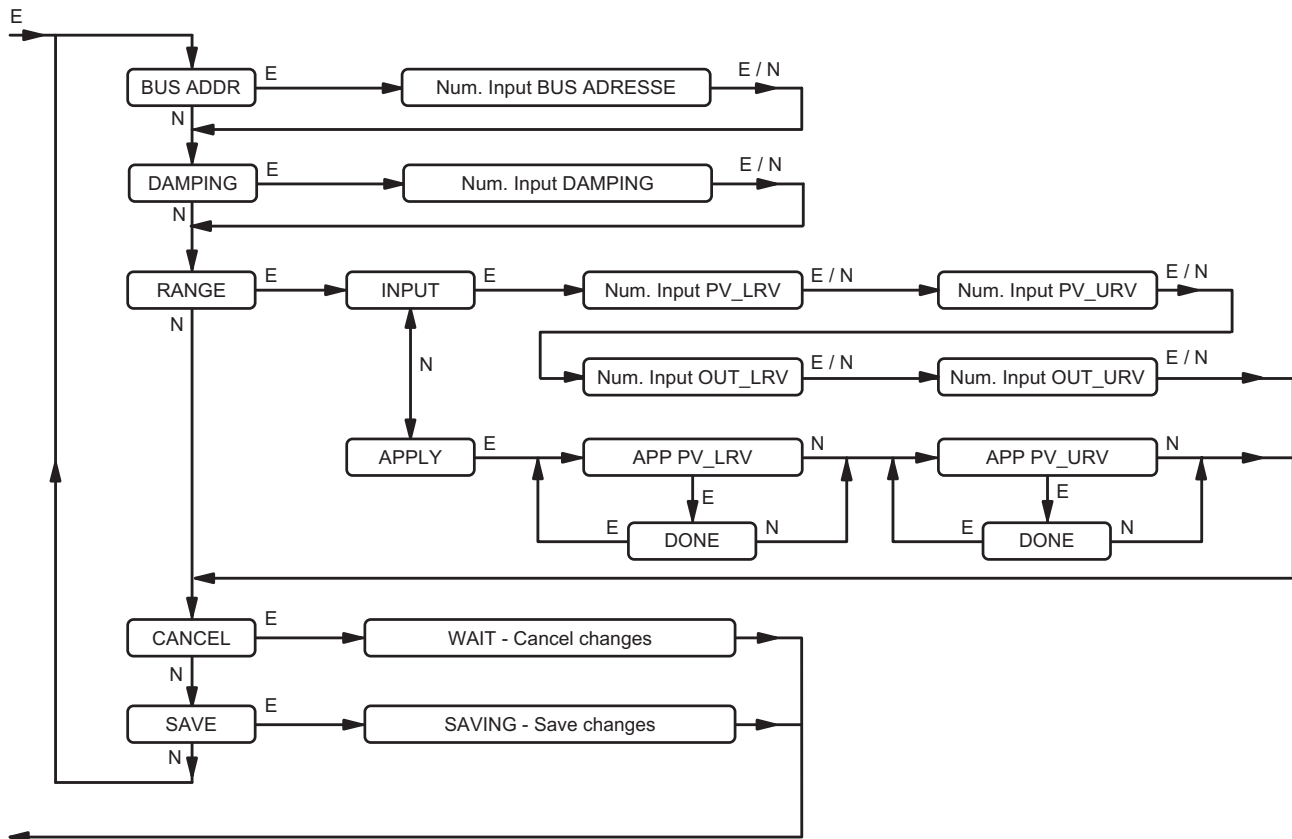 E
BUS ADDR
E
Num. Input BUS ADRESSE
E / N
N
DAMPING
E
Num. Input DAMPING
E / N
N
RANGE
E
INPUT
E
Num. Input PV_LRV
E / N
Num. Input PV_URV
E / N
N
N
Num. Input OUT_LRV
E / N
Num. Input OUT_URV
E / N
APPLY
E
APP PV_LRV
N
APP PV_URV
N
E
E
E
DONE
N
E
DONE
N
CANCEL
E
WAIT - Cancel changes
N
SAVE
E
SAVING - Save changes
N